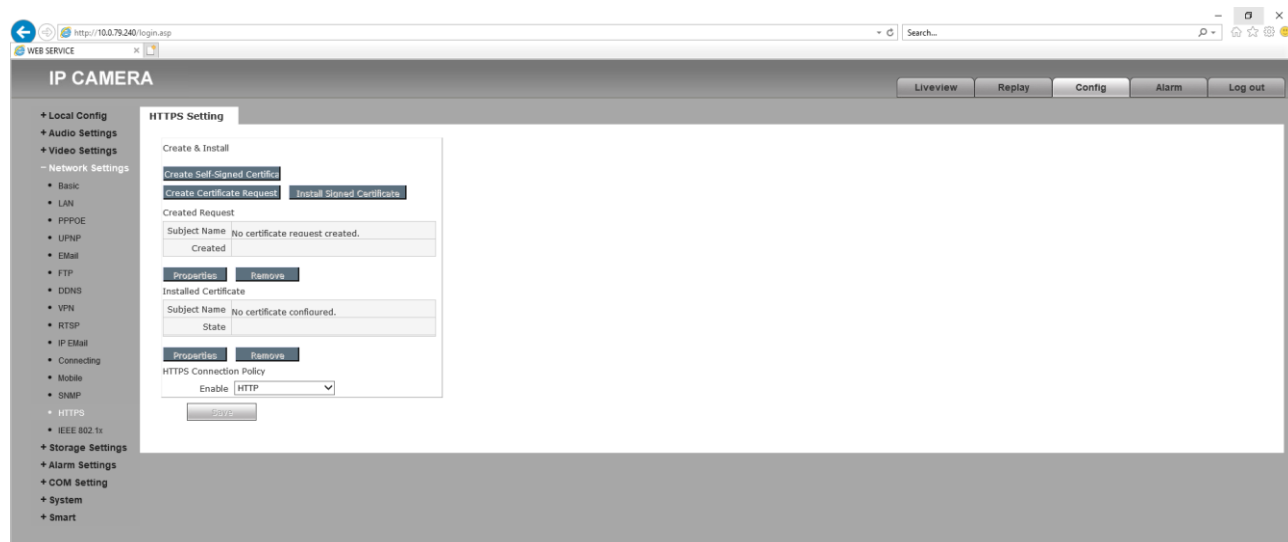 http://10.0.79.240/login.asp
Search...
WEB SERVICE
IP CAMERA
Liveview Replay Config Alarm Log out
+ Local Config
+ Audio Settings
+ Video Settings
− Network Settings
• Basic
• LAN
• PPPOE
• UPNP
• EMail
• FTP
• DDNS
• VPN
• RTSP
• IP EMail
• Connecting
• Mobile
• SNMP
• HTTPS
• IEEE 802.1x
+ Storage Settings
+ Alarm Settings
+ COM Setting
+ System
+ Smart
HTTPS Setting
Create & Install
Create Self-Signed Certifica
Create Certificate Request Install Signed Certificate
Created Request
Subject Name No certificate request created.
Created
Properties Remove
Installed Certificate
Subject Name No certificate configured.
State
Properties Remove
HTTPS Connection Policy
Enable HTTP
Save